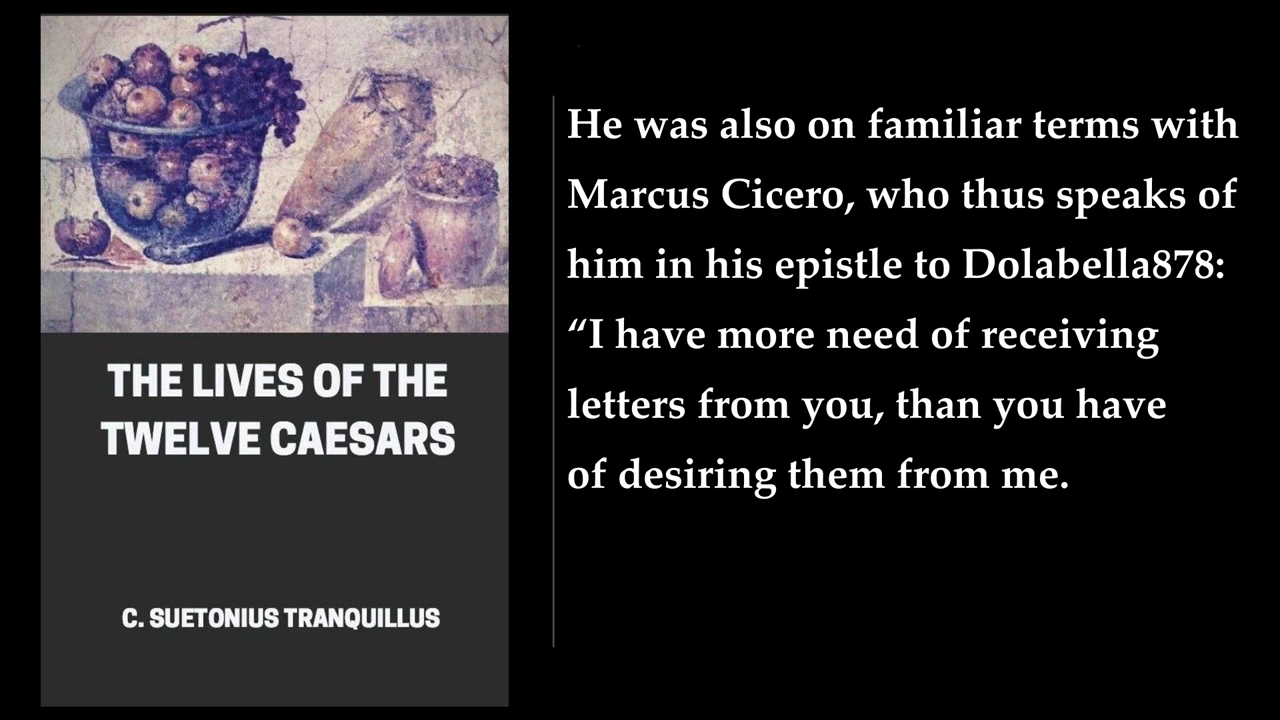 THE LIVES OF THE
TWELVE CAESARS
C. SUETONIUS TRANQUILLUS
He was also on familiar terms with
Marcus Cicero, who thus speaks of
him in his epistle to Dolabella878:
“I have more need of receiving
letters from you, than you have
of desiring them from me.